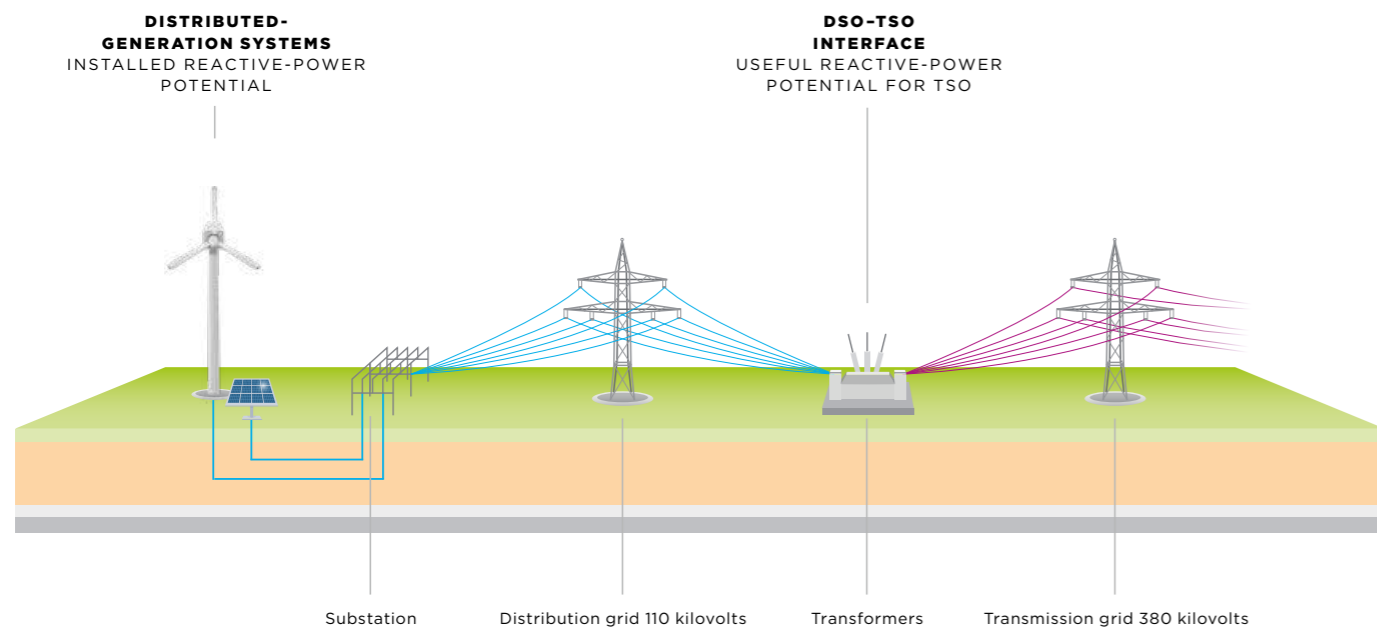 DISTRIBUTED-
GENERATION SYSTEMS
INSTALLED REACTIVE-POWER
POTENTIAL
DSO–TSO
INTERFACE
USEFUL REACTIVE-POWER
POTENTIAL FOR TSO
Substation
Distribution grid 110 kilovolts
Transformers
Transmission grid 380 kilovolts